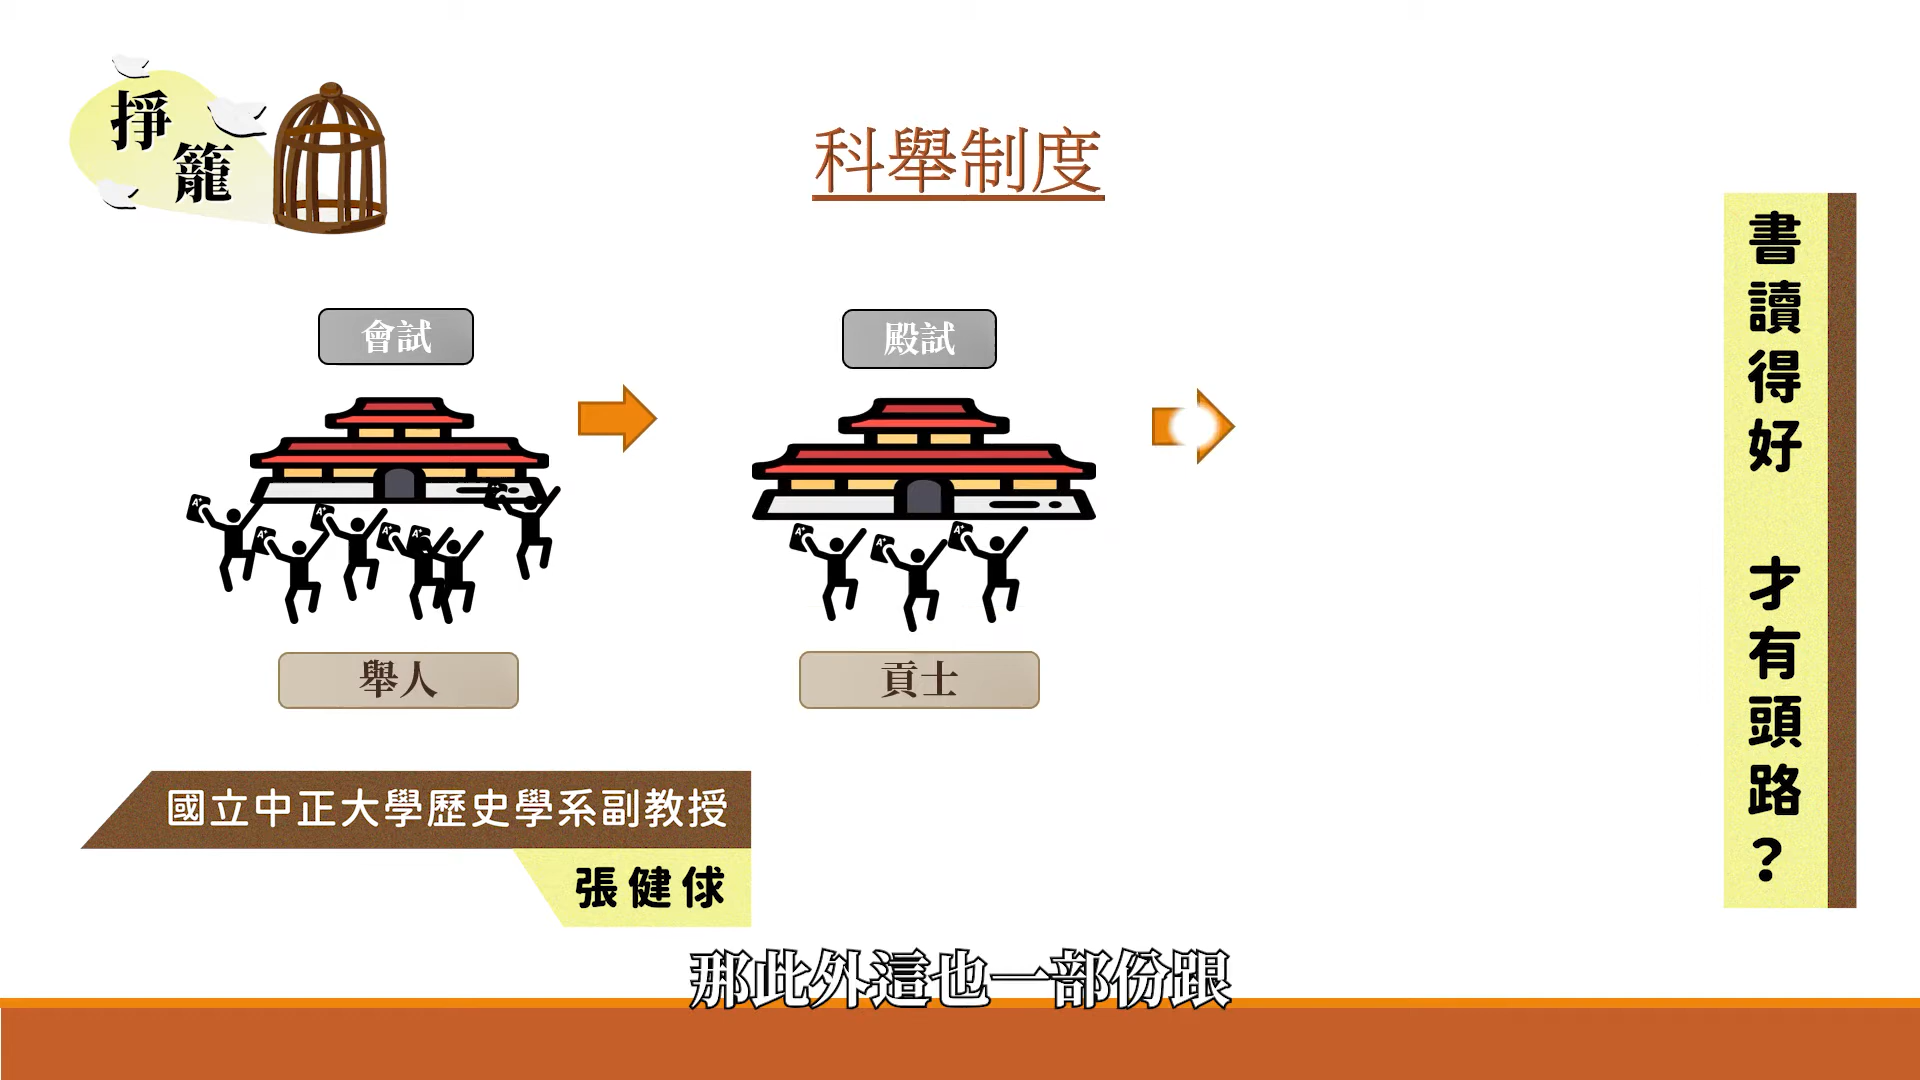 掙
籠
科舉制度
會試
殿試
舉人
貢士
書讀得好 才有頭路?
國立中正大學歷史學系副教授
張健俅
那此外這也一部份跟